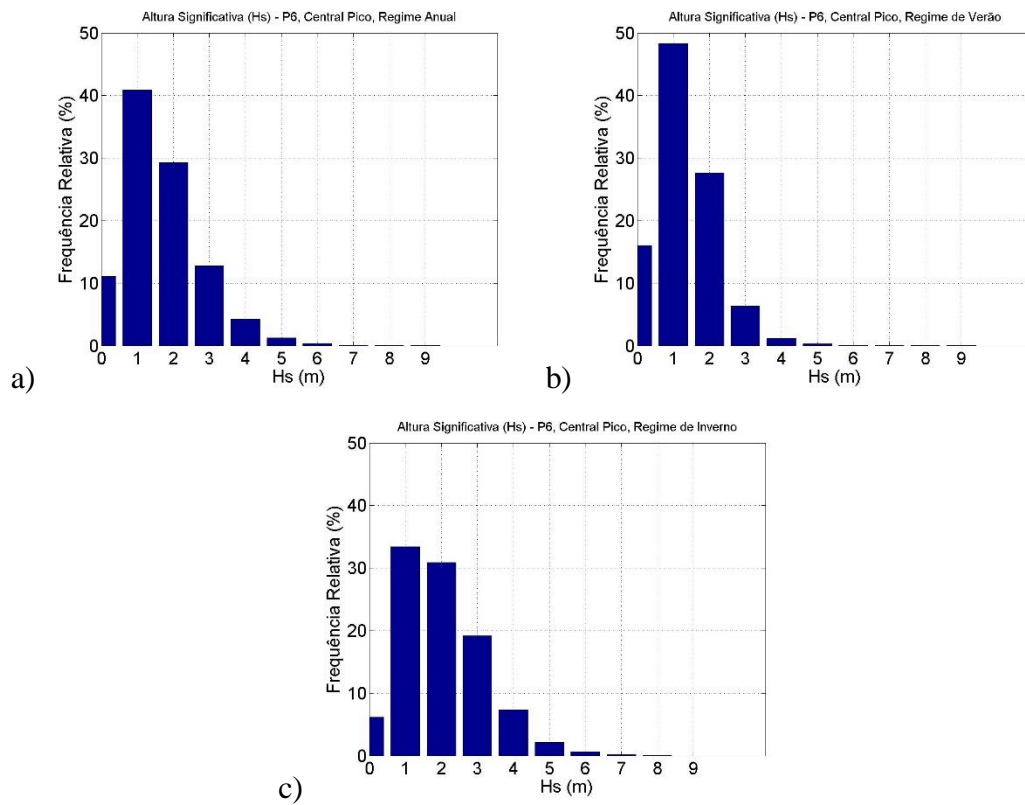 Altura Significativa (Hs) - P6, Central Pico, Regime Anual
50
40
30
20
10
0
Frequência Relativa (%)
0 1 2 3 4 5 6 7 8 9
Hs (m)
a)
Altura Significativa (Hs) - P6, Central Pico, Regime de Verão
50
40
30
20
10
0
Frequência Relativa (%)
0 1 2 3 4 5 6 7 8 9
Hs (m)
b)
Altura Significativa (Hs) - P6, Central Pico, Regime de Inverno
50
40
30
20
10
0
Frequência Relativa (%)
0 1 2 3 4 5 6 7 8 9
Hs (m)
c)